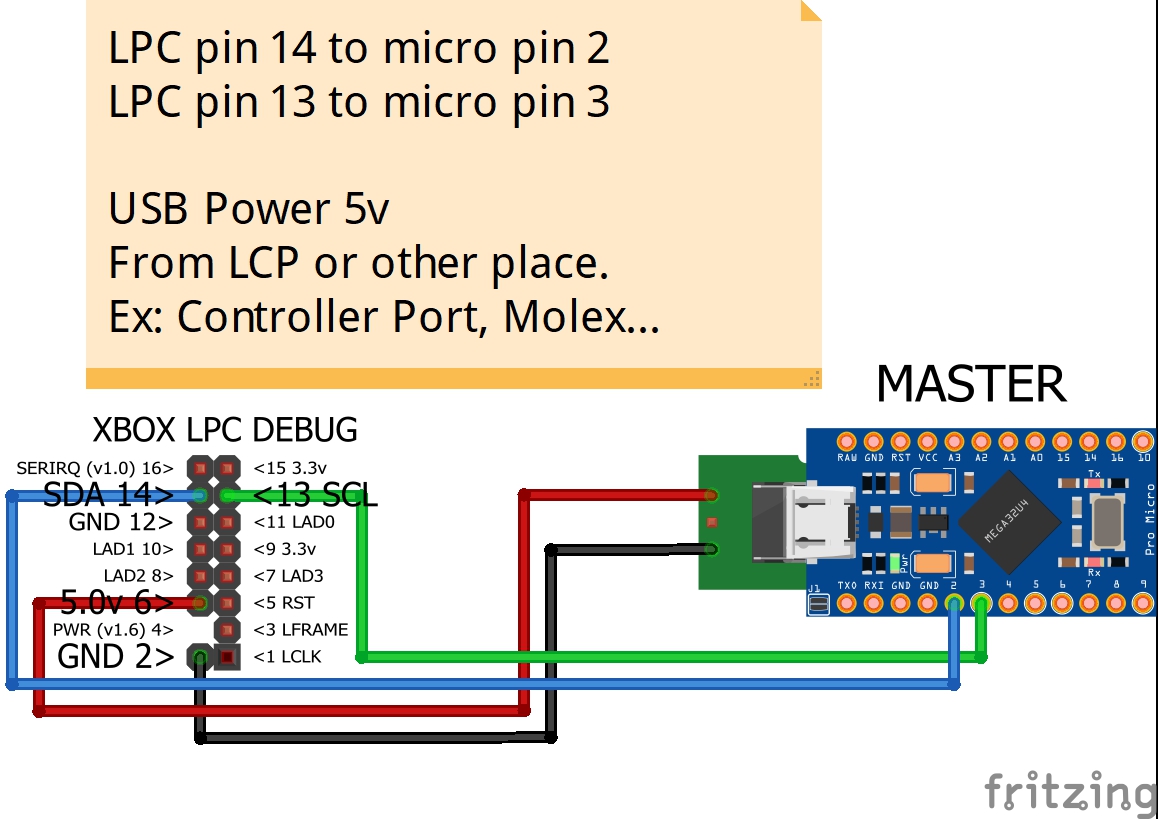 LPC pin 14 to micro pin 2
LPC pin 13 to micro pin 3
USB Power 5v
From LCP or other place.
Ex: Controller Port, Molex...
MASTER
XBOX LPC DEBUG
SERIRQ (v1.0) 16> <15 3.3v
SDA 14> <13 SCL
GND 12> <11 LAD0
LAD1 10> <9 3.3v
LAD2 8> <7 LAD3
5.0v 6> <5 RST
PWR (v1.6) 4> <3 LFRAME
GND 2> <1 LCLK
RAW GND RST VCC A3 A2 A1 A0 15 14 16 10
Tx
MEGA32U4
Pro Micro
Pwr
Rx
J1
TXO RXI GND GND 2 3 4 5 6 7 8 9
fritzing